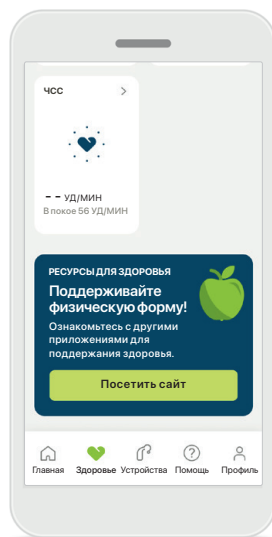 ЧСС
-- УД/МИН
В покое 56 УД/МИН
РЕСУРСЫ ДЛЯ ЗДОРОВЬЯ
Поддерживайте
физическую форму!
Ознакомьтесь с другими
приложениями для
поддержания здоровья.
Посетить сайт
Главная Здоровье Устройства Помощь Профиль